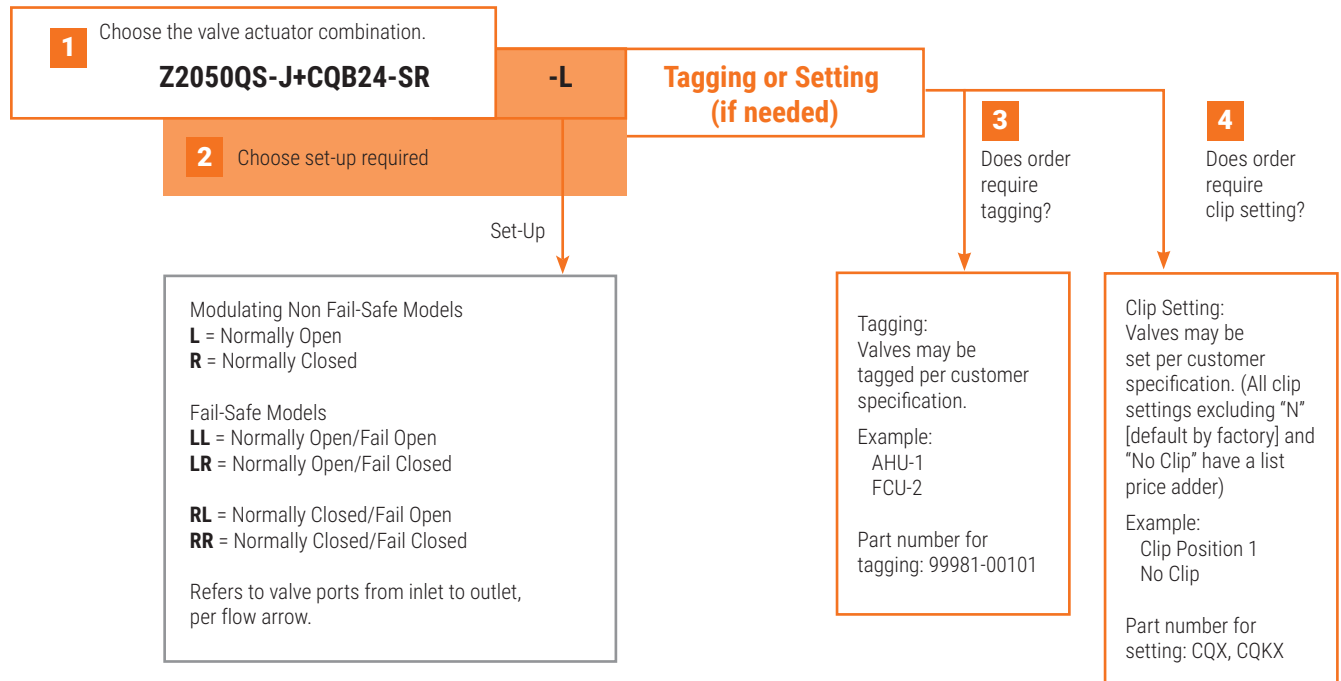 1
Choose the valve actuator combination.
Z2050QS-J+CQB24-SR
-L
Tagging or Setting
(if needed)
2
Choose set-up required
Set-Up
Modulating Non Fail-Safe Models
L = Normally Open
R = Normally Closed
Fail-Safe Models
LL = Normally Open/Fail Open
LR = Normally Open/Fail Closed
RL = Normally Closed/Fail Open
RR = Normally Closed/Fail Closed
Refers to valve ports from inlet to outlet,
per flow arrow.
3
Does order
require
tagging?
Tagging:
Valves may be
tagged per customer
specification.
Example:
AHU-1
FCU-2
Part number for
tagging: 99981-00101
4
Does order
require
clip setting?
Clip Setting:
Valves may be
set per customer
specification. (All clip
settings excluding “N”
[default by factory] and
“No Clip” have a list
price adder)
Example:
Clip Position 1
No Clip
Part number for
setting: CQX, CQKX